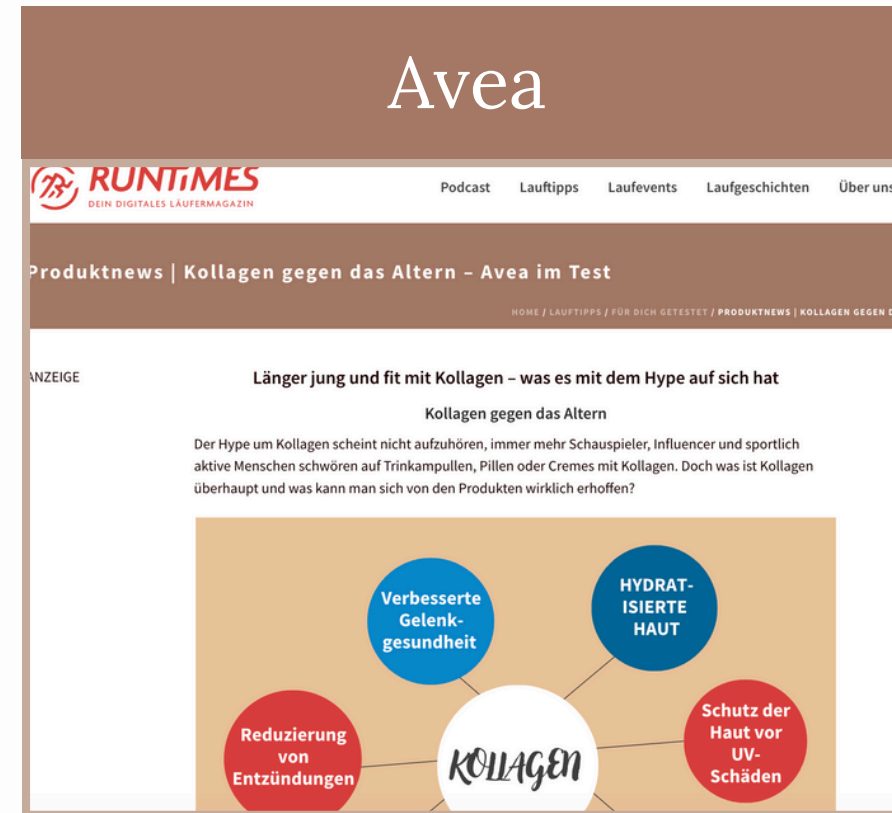 Avea
RUNTiMES
DEIN DIGITALES LÄUFERMAGAZIN
Podcast Lauftipps Laufevents Laufgeschichten Über uns
Produktnews | Kollagen gegen das Altern – Avea im Test
HOME / LAUFTIPPS / FÜR DICH GETESTET / PRODUKTNEWS | KOLLAGEN GEGEN
ANZEIGE
Länger jung und fit mit Kollagen – was es mit dem Hype auf sich hat
Kollagen gegen das Altern
Der Hype um Kollagen scheint nicht aufzuhören, immer mehr Schauspieler, Influencer und sportlich
aktive Menschen schwören auf Trinkampullen, Pillen oder Cremes mit Kollagen. Doch was ist Kollagen
überhaupt und was kann man sich von den Produkten wirklich erhoffen?
Verbesserte
Gelenk-
gesundheit
HYDRAT-
ISIERTE
HAUT
Reduzierung
von
Entzündungen
KOLLAGEN
Schutz der
Haut vor
UV-
Schäden